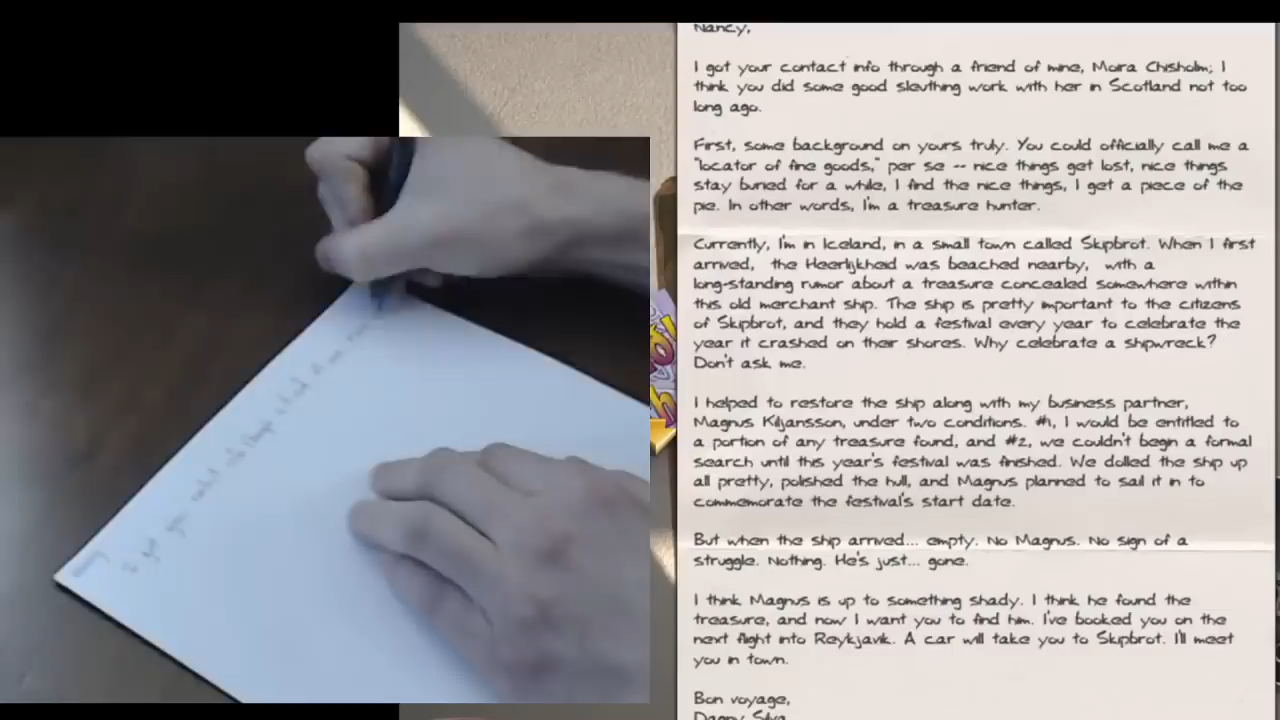 Nancy,
I got your contact info through a friend of mine, Moira Chisholm; I
think you did some good sleuthing work with her in Scotland not too
long ago.
First, some background on yours truly. You could officially call me a
"locator of fine goods," per se -- nice things get lost, nice things
stay buried for a while, I find the nice things, I get a piece of the
pie. In other words, I'm a treasure hunter.
Currently, I'm in Iceland, in a small town called Skipbrot. When I first
arrived, the Heerlijkheid was beached nearby, with a
long-standing rumor about a treasure concealed somewhere within
this old merchant ship. The ship is pretty important to the citizens
of Skipbrot, and they hold a festival every year to celebrate the
year it crashed on their shores. Why celebrate a shipwreck?
Don't ask me.
I helped to restore the ship along with my business partner,
Magnus Kiljansson, under two conditions. #1, I would be entitled to
a portion of any treasure found, and #2, we couldn't begin a formal
search until this year's festival was finished. We dolled the ship up
all pretty, polished the hull, and Magnus planned to sail it in to
commemorate the festival's start date.
But when the ship arrived... empty. No Magnus. No sign of a
struggle. Nothing. He's just... gone.
I think Magnus is up to something shady. I think he found the
treasure, and now I want you to find him. I've booked you on the
next flight into Reykjavik. A car will take you to Skipbrot. I'll meet
you in town.
Bon voyage,
Dagny Silva